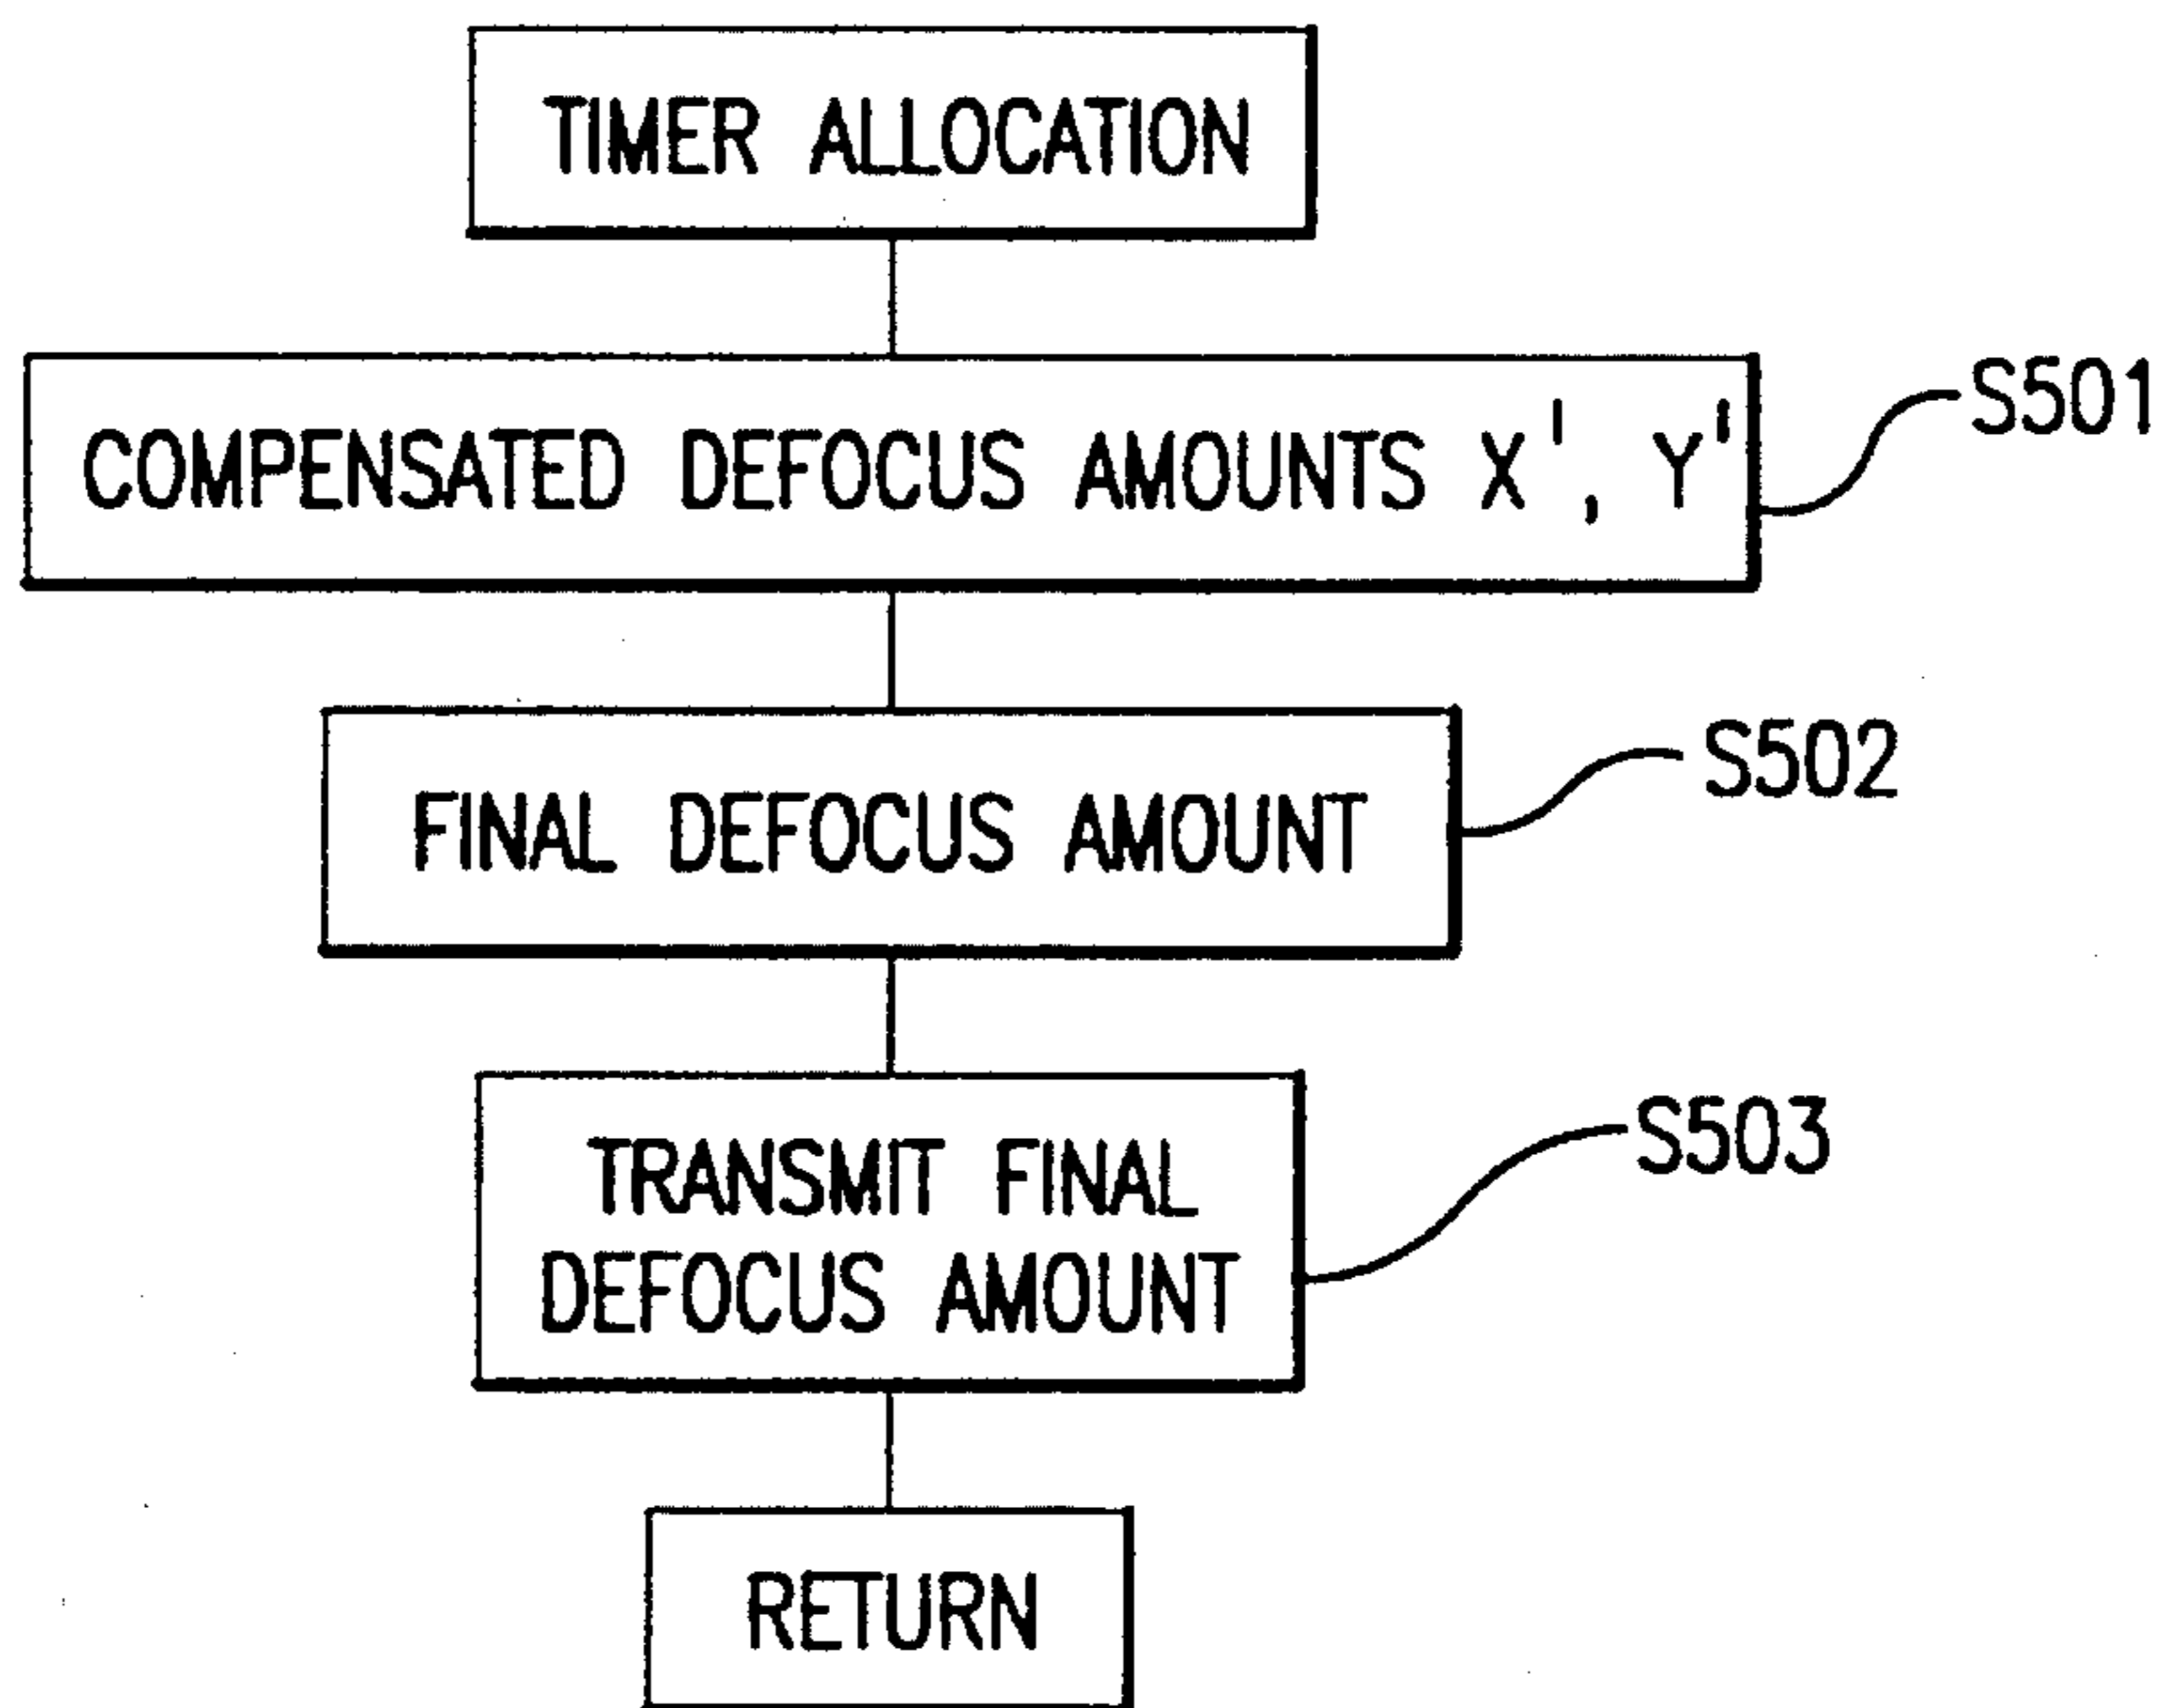 TIMER ALLOCATION
COMPENSATED DEFOCUS AMOUNTS X', Y'
S501
FINAL DEFOCUS AMOUNT
S502
TRANSMIT FINAL
DEFOCUS AMOUNT
S503
RETURN